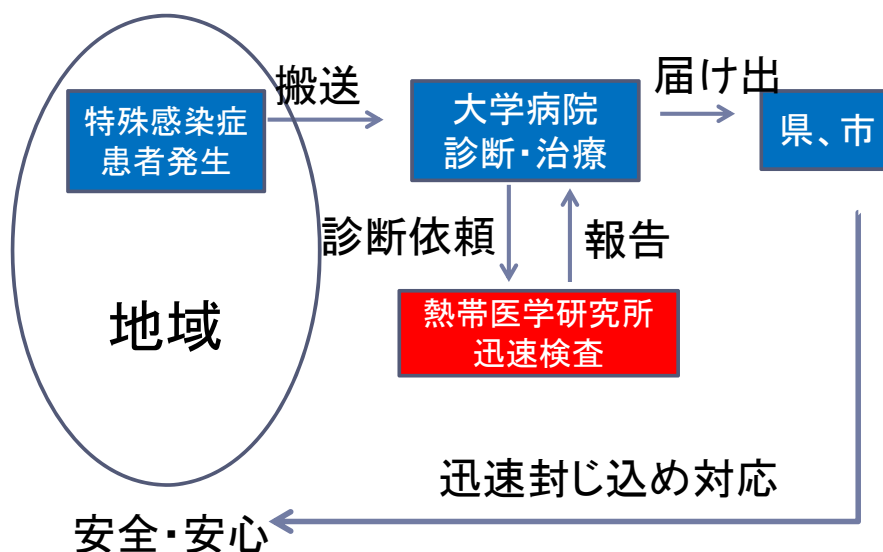 搬送
届け出
特殊感染症
患者発生
大学病院
診断・治療
県、市
診断依頼
報告
地域
熱帯医学研究所
迅速検査
迅速封じ込め対応
安全・安心